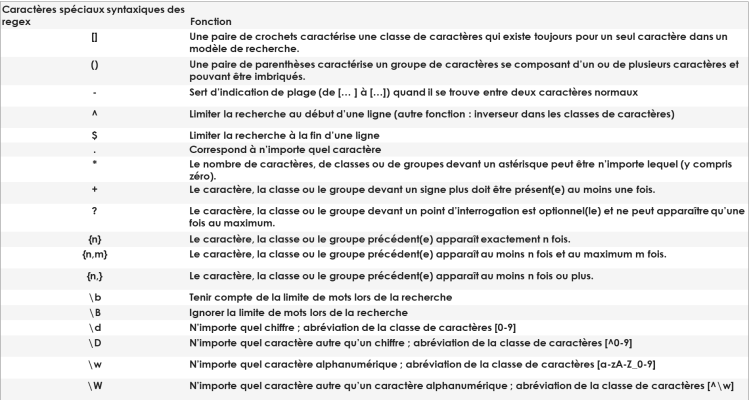 Caractères spéciaux syntaxiques des
regex Fonction
[] Une paire de crochets caractérise une classe de caractères qui existe toujours pour un seul caractère dans un
modèle de recherche.
() Une paire de parenthèses caractérise un groupe de caractères se composant d'un ou de plusieurs caractères et
pouvant être imbriqués.
- Sert d'indication de plage (de [… ] à […]) quand il se trouve entre deux caractères normaux
^ Limiter la recherche au début d'une ligne (autre fonction : inverseur dans les classes de caractères)
$ Limiter la recherche à la fin d'une ligne
. Correspond à n'importe quel caractère
* Le nombre de caractères, de classes ou de groupes devant un astérisque peut être n'importe lequel (y compris
zéro).
+ Le caractère, la classe ou le groupe devant un signe plus doit être présent(e) au moins une fois.
? Le caractère, la classe ou le groupe devant un point d'interrogation est optionnel(le) et ne peut apparaître qu'une
fois au maximum.
{n} Le caractère, la classe ou le groupe précédent(e) apparaît exactement n fois.
{n,m} Le caractère, la classe ou le groupe précédent(e) apparaît au moins n fois et au maximum m fois.
{n,} Le caractère, la classe ou le groupe précédent(e) apparaît au moins n fois ou plus.
\b Tenir compte de la limite de mots lors de la recherche
\B Ignorer la limite de mots lors de la recherche
\d N'importe quel chiffre ; abréviation de la classe de caractères [0-9]
\D N'importe quel caractère autre qu'un chiffre ; abréviation de la classe de caractères [^0-9]
\w N'importe quel caractère alphanumérique ; abréviation de la classe de caractères [a-zA-Z_0-9]
\W N'importe quel caractère autre qu'un caractère alphanumérique ; abréviation de la classe de caractères [^\w]